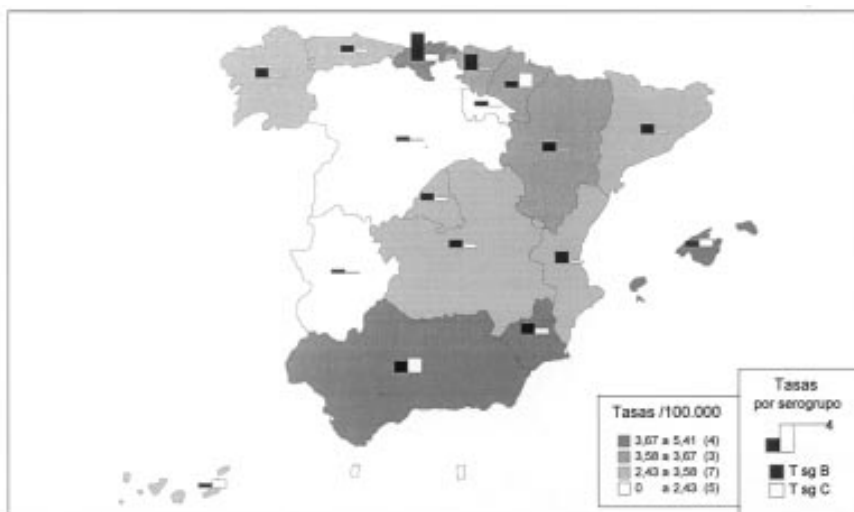 Tasas /100.000
3,67 a 5,41 (4)
3,58 a 3,67 (3)
2,43 a 3,58 (7)
0 a 2,43 (5)
Tasas
por serogrupo
4
T sg B
T sg C